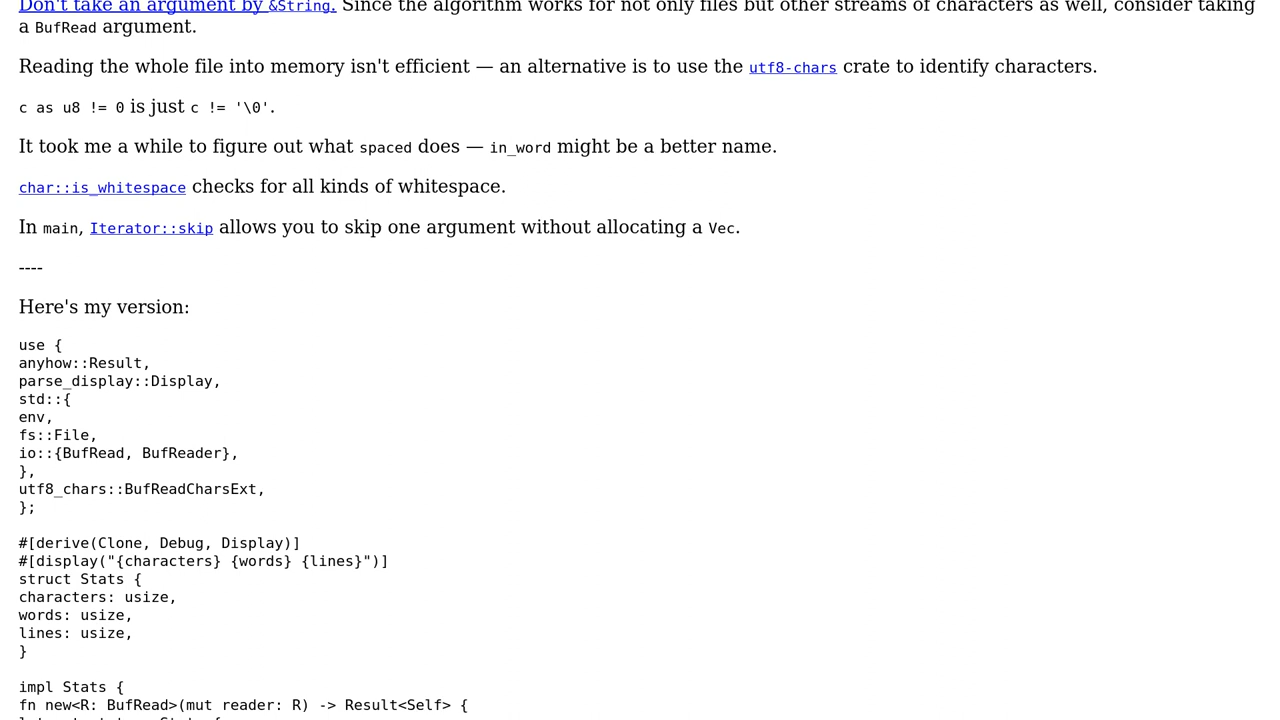 Don't take an argument by &String. Since the algorithm works for not only files but other streams of characters as well, consider taking
a BufRead argument.
Reading the whole file into memory isn't efficient — an alternative is to use the utf8-chars crate to identify characters.
c as u8 != 0 is just c != '\0'.
It took me a while to figure out what spaced does — in_word might be a better name.
char::is_whitespace checks for all kinds of whitespace.
In main, Iterator::skip allows you to skip one argument without allocating a Vec.
----
Here's my version:
use {
anyhow::Result,
parse_display::Display,
std::{
env,
fs::File,
io::{BufRead, BufReader},
},
utf8_chars::BufReadCharsExt,
};
#[derive(Clone, Debug, Display)]
#[display("{characters} {words} {lines}")]
struct Stats {
characters: usize,
words: usize,
lines: usize,
}
impl Stats {
fn new<R: BufRead>(mut reader: R) -> Result<Self> {